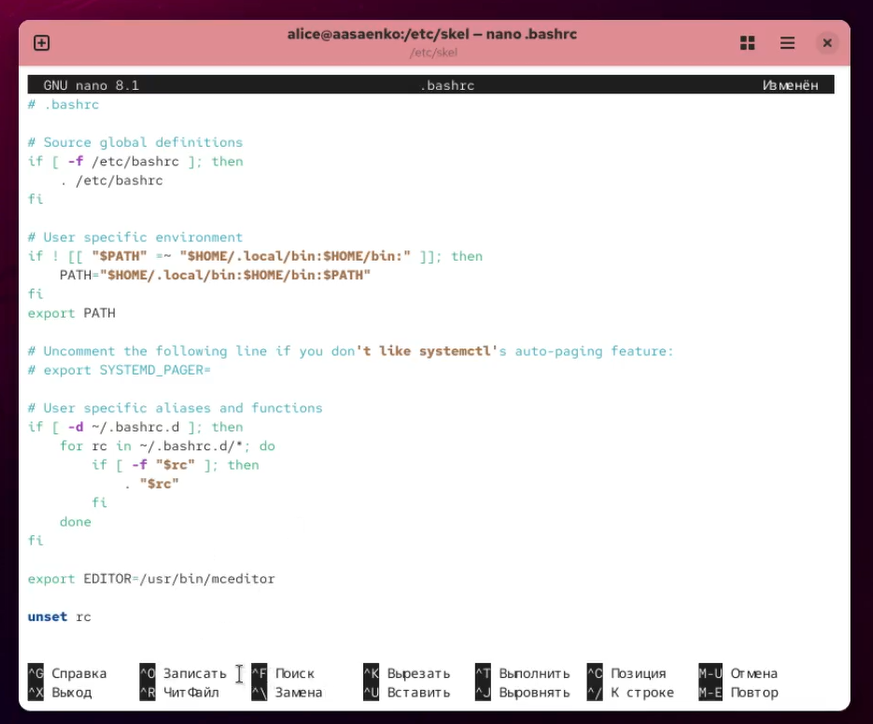 alice@aasaenko:/etc/skel — nano .bashrc
/etc/skel
GNU nano 8.1 .bashrc Изменён
# .bashrc
# Source global definitions
if [ -f /etc/bashrc ]; then
    . /etc/bashrc
fi
# User specific environment
if ! [[ "$PATH" =~ "$HOME/.local/bin:$HOME/bin:" ]]; then
    PATH="$HOME/.local/bin:$HOME/bin:$PATH"
fi
export PATH
# Uncomment the following line if you don't like systemctl's auto-paging feature:
# export SYSTEMD_PAGER=
# User specific aliases and functions
if [ -d ~/.bashrc.d ]; then
    for rc in ~/.bashrc.d/*; do
        if [ -f "$rc" ]; then
            . "$rc"
        fi
    done
fi
export EDITOR=/usr/bin/mceditor
unset rc
^G Справка ^O Записать ^F Поиск ^K Вырезать ^T Выполнить ^C Позиция M-U Отмена
^X Выход ^R ЧитФайл ^\ Замена ^U Вставить ^J Выровнять ^/ К строке M-E Повтор